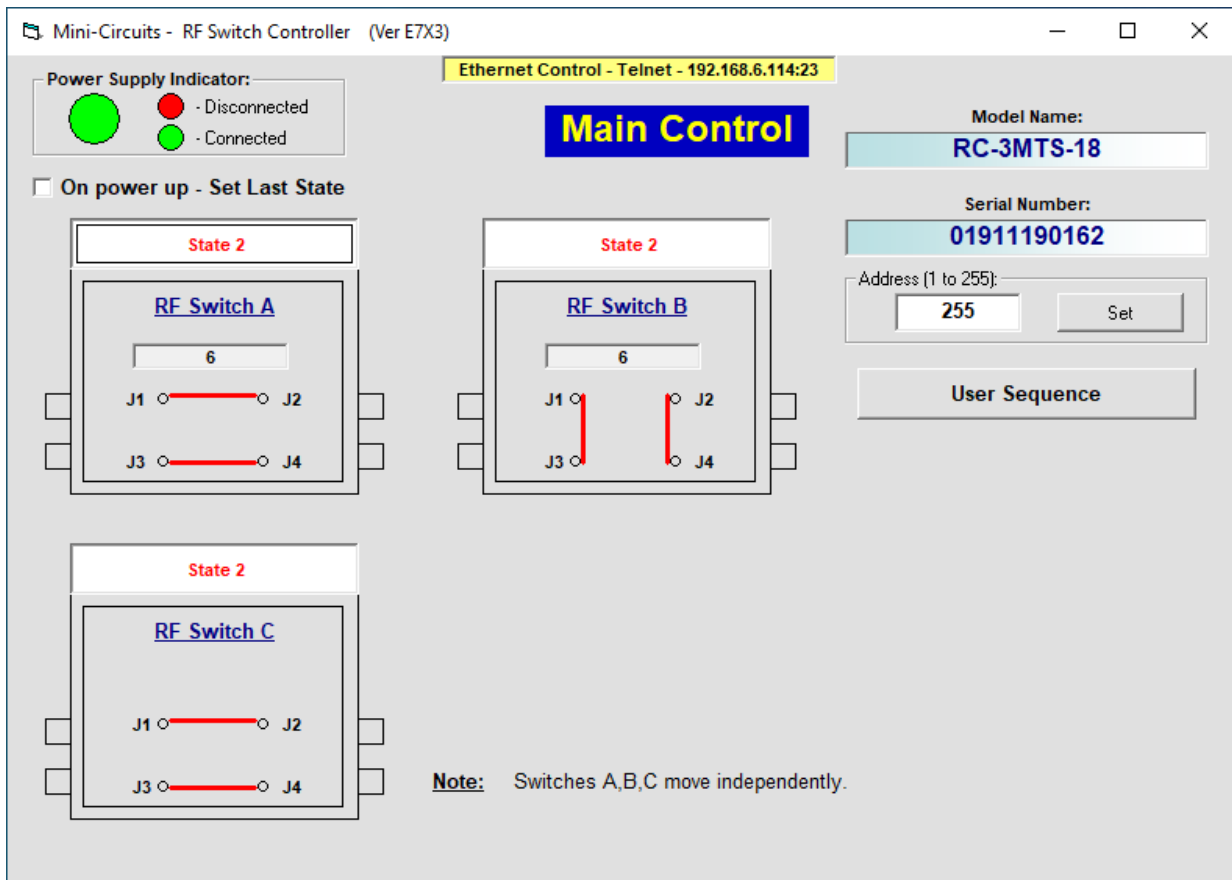 Mini-Circuits - RF Switch Controller (Ver E7X3)
Ethernet Control - Telnet - 192.168.6.114:23
Power Supply Indicator:
- Disconnected
- Connected
Main Control
Model Name:
RC-3MTS-18
On power up - Set Last State
Serial Number:
01911190162
State 2
State 2
Address (1 to 255):
255
Set
RF Switch A
6
J1 J2
J3 J4
RF Switch B
6
J1 J2
J3 J4
User Sequence
State 2
RF Switch C
J1 J2
J3 J4
Note: Switches A,B,C move independently.